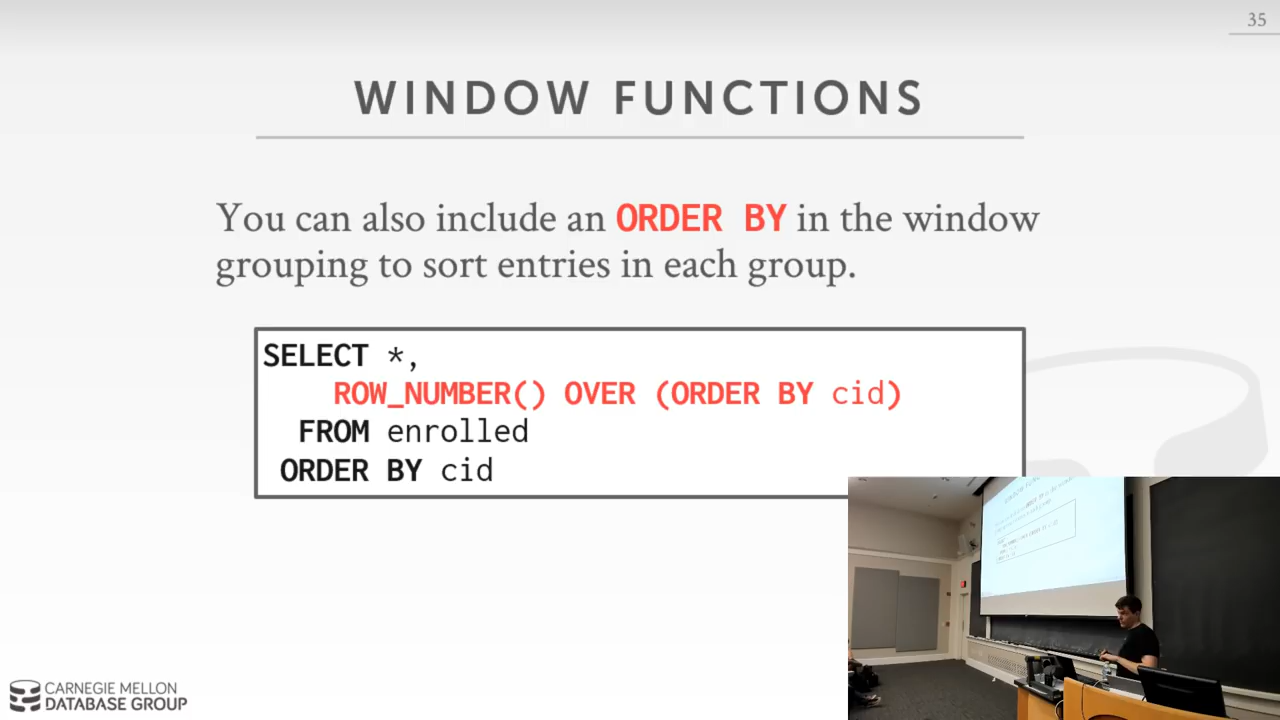 35
WINDOW FUNCTIONS
You can also include an ORDER BY in the window
grouping to sort entries in each group.
SELECT *,
ROW_NUMBER() OVER (ORDER BY cid)
FROM enrolled
ORDER BY cid
CARNEGIE MELLON
DATABASE GROUP